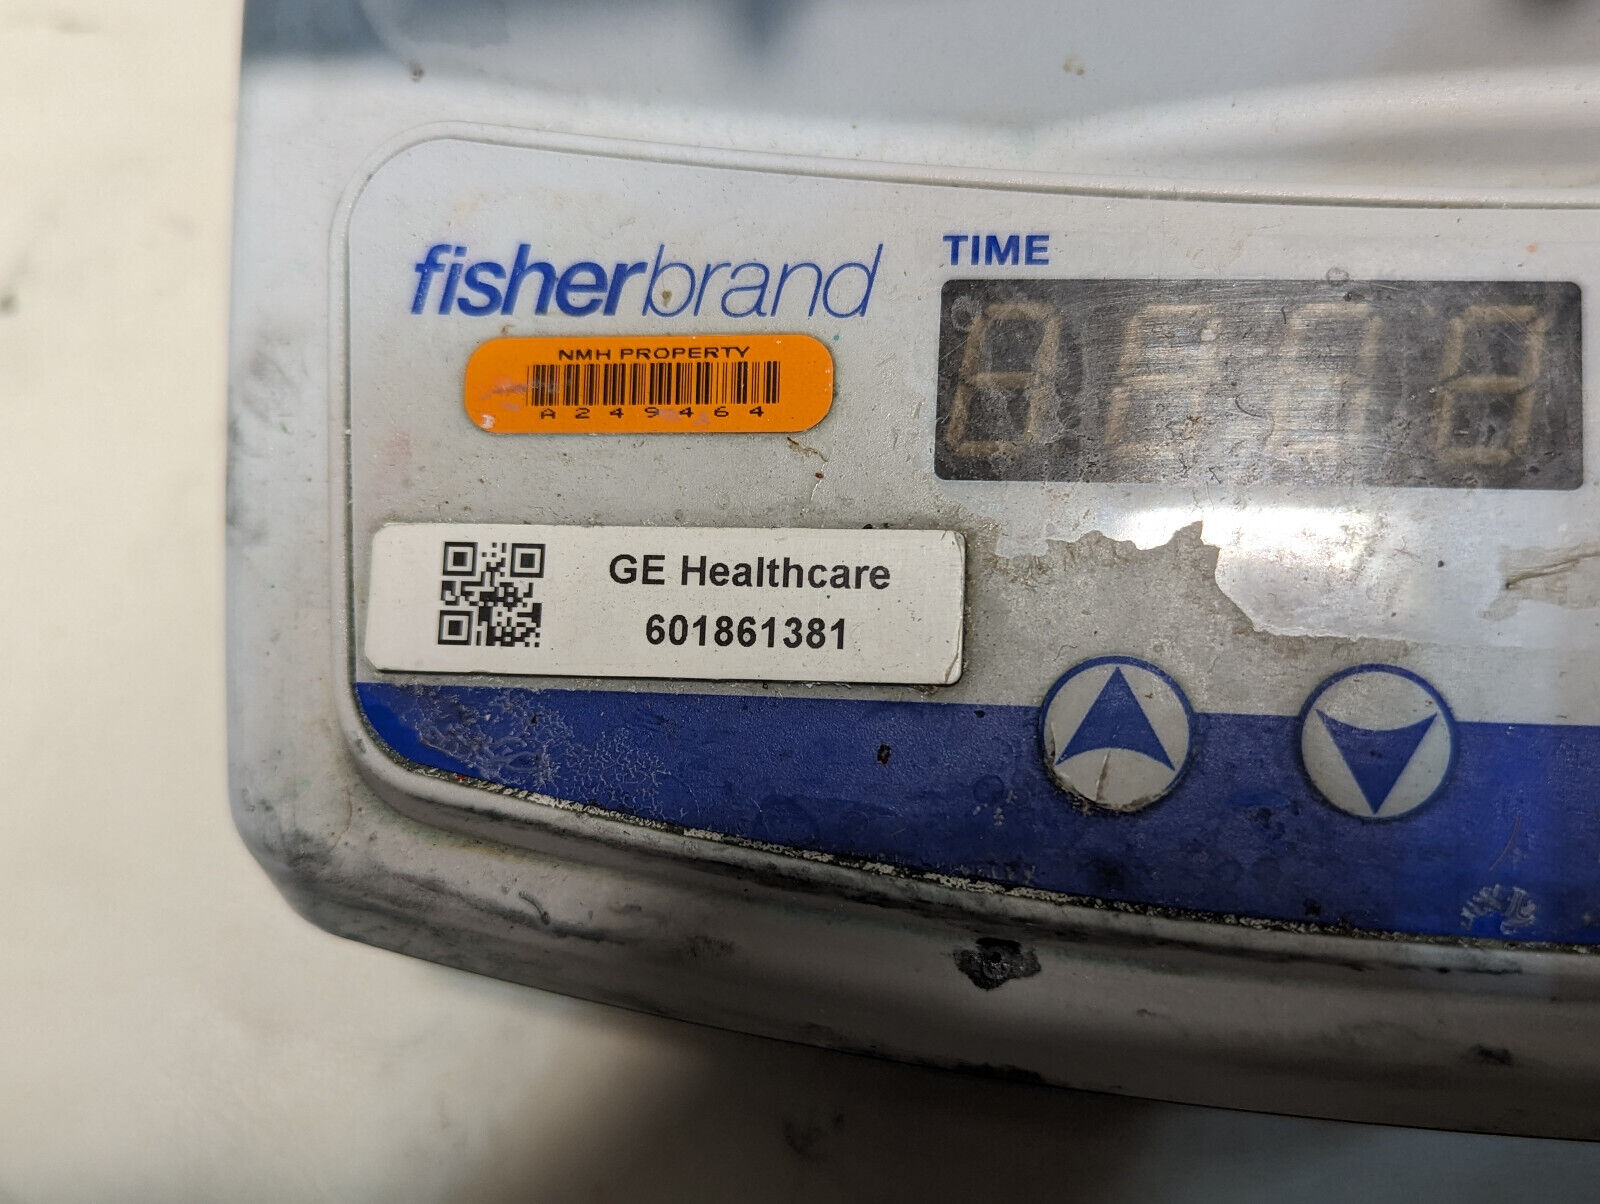 fisherbrand
TIME
NMH PROPERTY
A249464
GE Healthcare
601861381